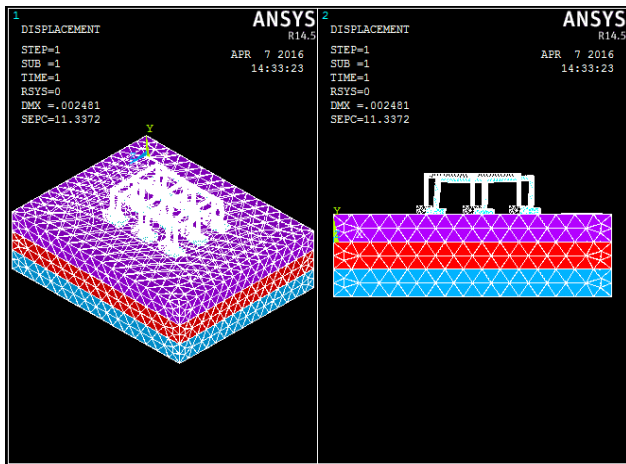 1
ANSYS
R14.5
DISPLACEMENT
STEP=1
SUB =1
TIME=1
RSYS=0
DMX =.002481
SEPC=11.3372
APR  7 2016
14:33:23
Y
2
ANSYS
R14.5
DISPLACEMENT
STEP=1
SUB =1
TIME=1
RSYS=0
DMX =.002481
SEPC=11.3372
APR  7 2016
14:33:23
Y